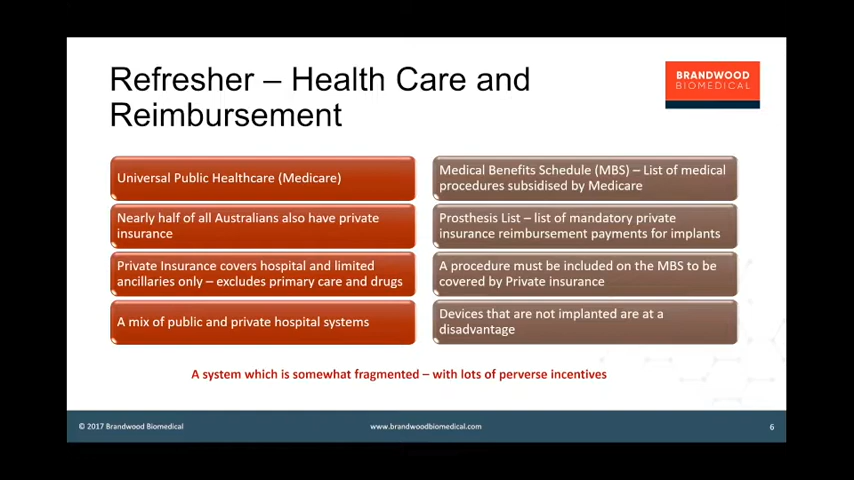 Refresher – Health Care and
Reimbursement
BRANDWOOD
BIOMEDICAL
Universal Public Healthcare (Medicare)
Nearly half of all Australians also have private
insurance
Private Insurance covers hospital and limited
ancillaries only – excludes primary care and drugs
A mix of public and private hospital systems
Medical Benefits Schedule (MBS) – List of medical
procedures subsidised by Medicare
Prosthesis List – list of mandatory private
insurance reimbursement payments for implants
A procedure must be included on the MBS to be
covered by Private insurance
Devices that are not implanted are at a
disadvantage
A system which is somewhat fragmented – with lots of perverse incentives
© 2017 Brandwood Biomedical
www.brandwoodbiomedical.com
6